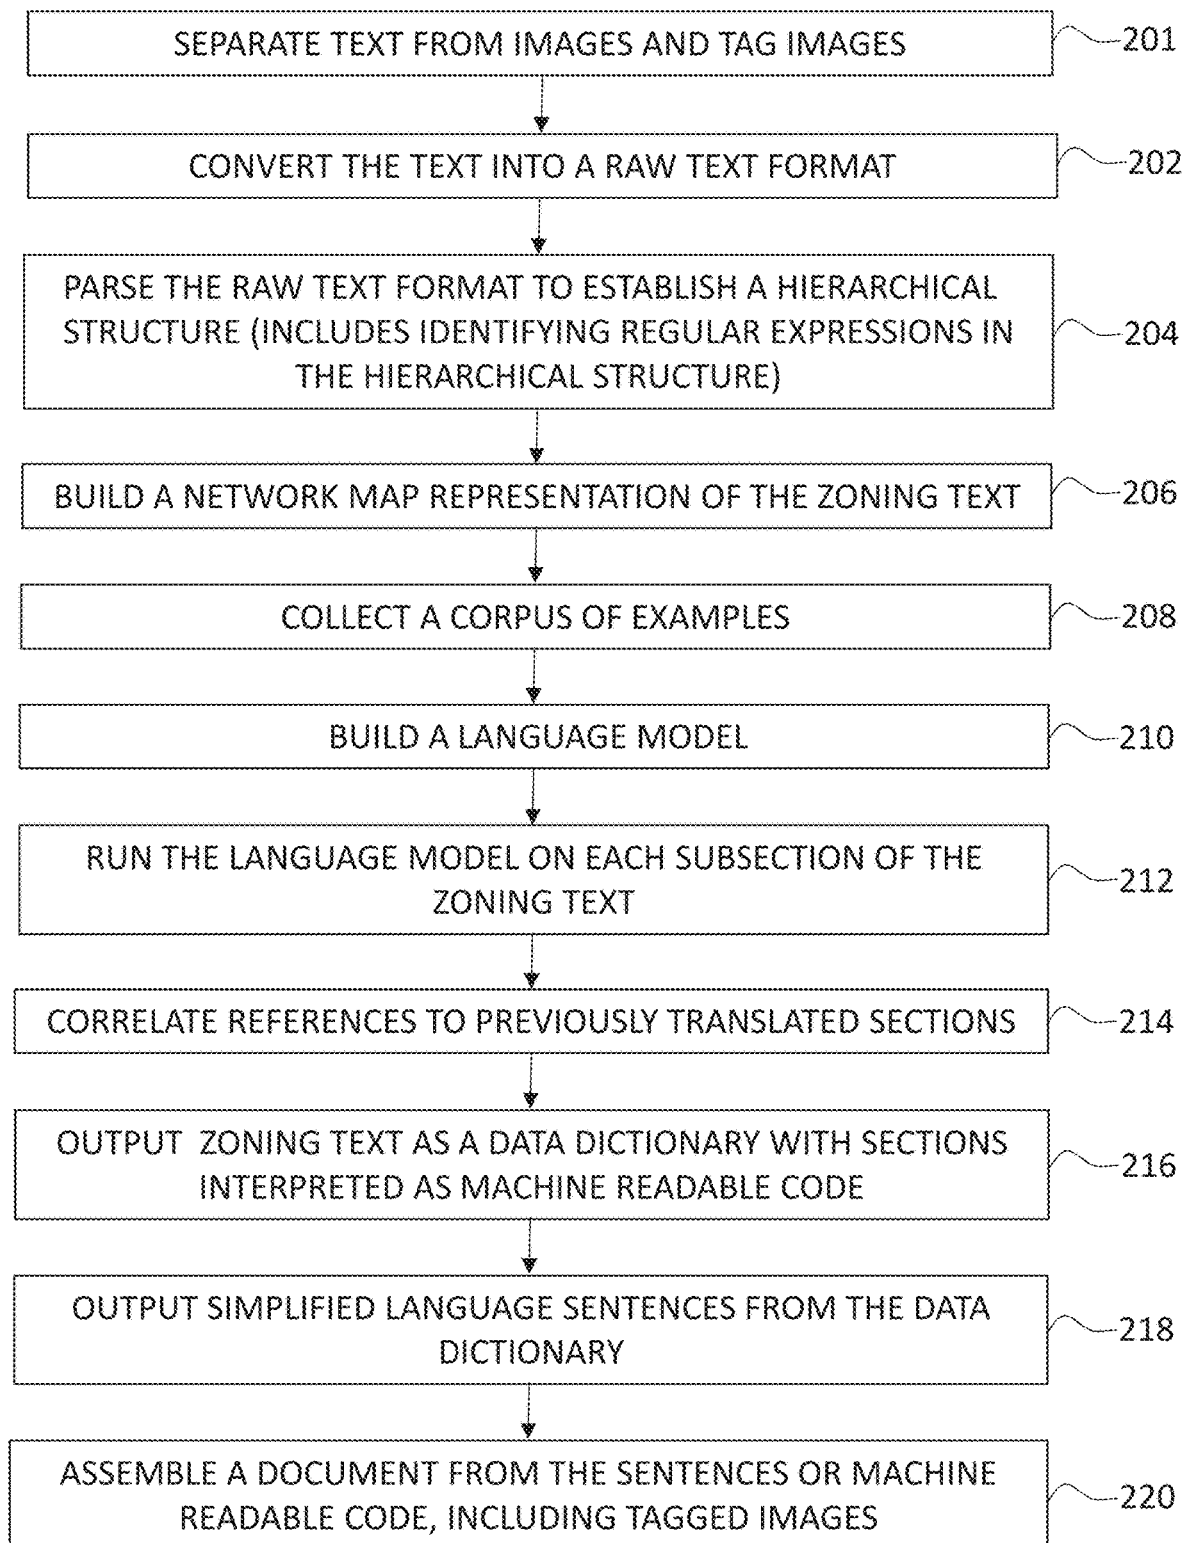 SEPARATE TEXT FROM IMAGES AND TAG IMAGES
201
CONVERT THE TEXT INTO A RAW TEXT FORMAT
202
PARSE THE RAW TEXT FORMAT TO ESTABLISH A HIERARCHICAL
STRUCTURE (INCLUDES IDENTIFYING REGULAR EXPRESSIONS IN
THE HIERARCHICAL STRUCTURE)
204
BUILD A NETWORK MAP REPRESENTATION OF THE ZONING TEXT
206
COLLECT A CORPUS OF EXAMPLES
208
BUILD A LANGUAGE MODEL
210
RUN THE LANGUAGE MODEL ON EACH SUBSECTION OF THE
ZONING TEXT
212
CORRELATE REFERENCES TO PREVIOUSLY TRANSLATED SECTIONS
214
OUTPUT ZONING TEXT AS A DATA DICTIONARY WITH SECTIONS
INTERPRETED AS MACHINE READABLE CODE
216
OUTPUT SIMPLIFIED LANGUAGE SENTENCES FROM THE DATA
DICTIONARY
218
ASSEMBLE A DOCUMENT FROM THE SENTENCES OR MACHINE
READABLE CODE, INCLUDING TAGGED IMAGES
220